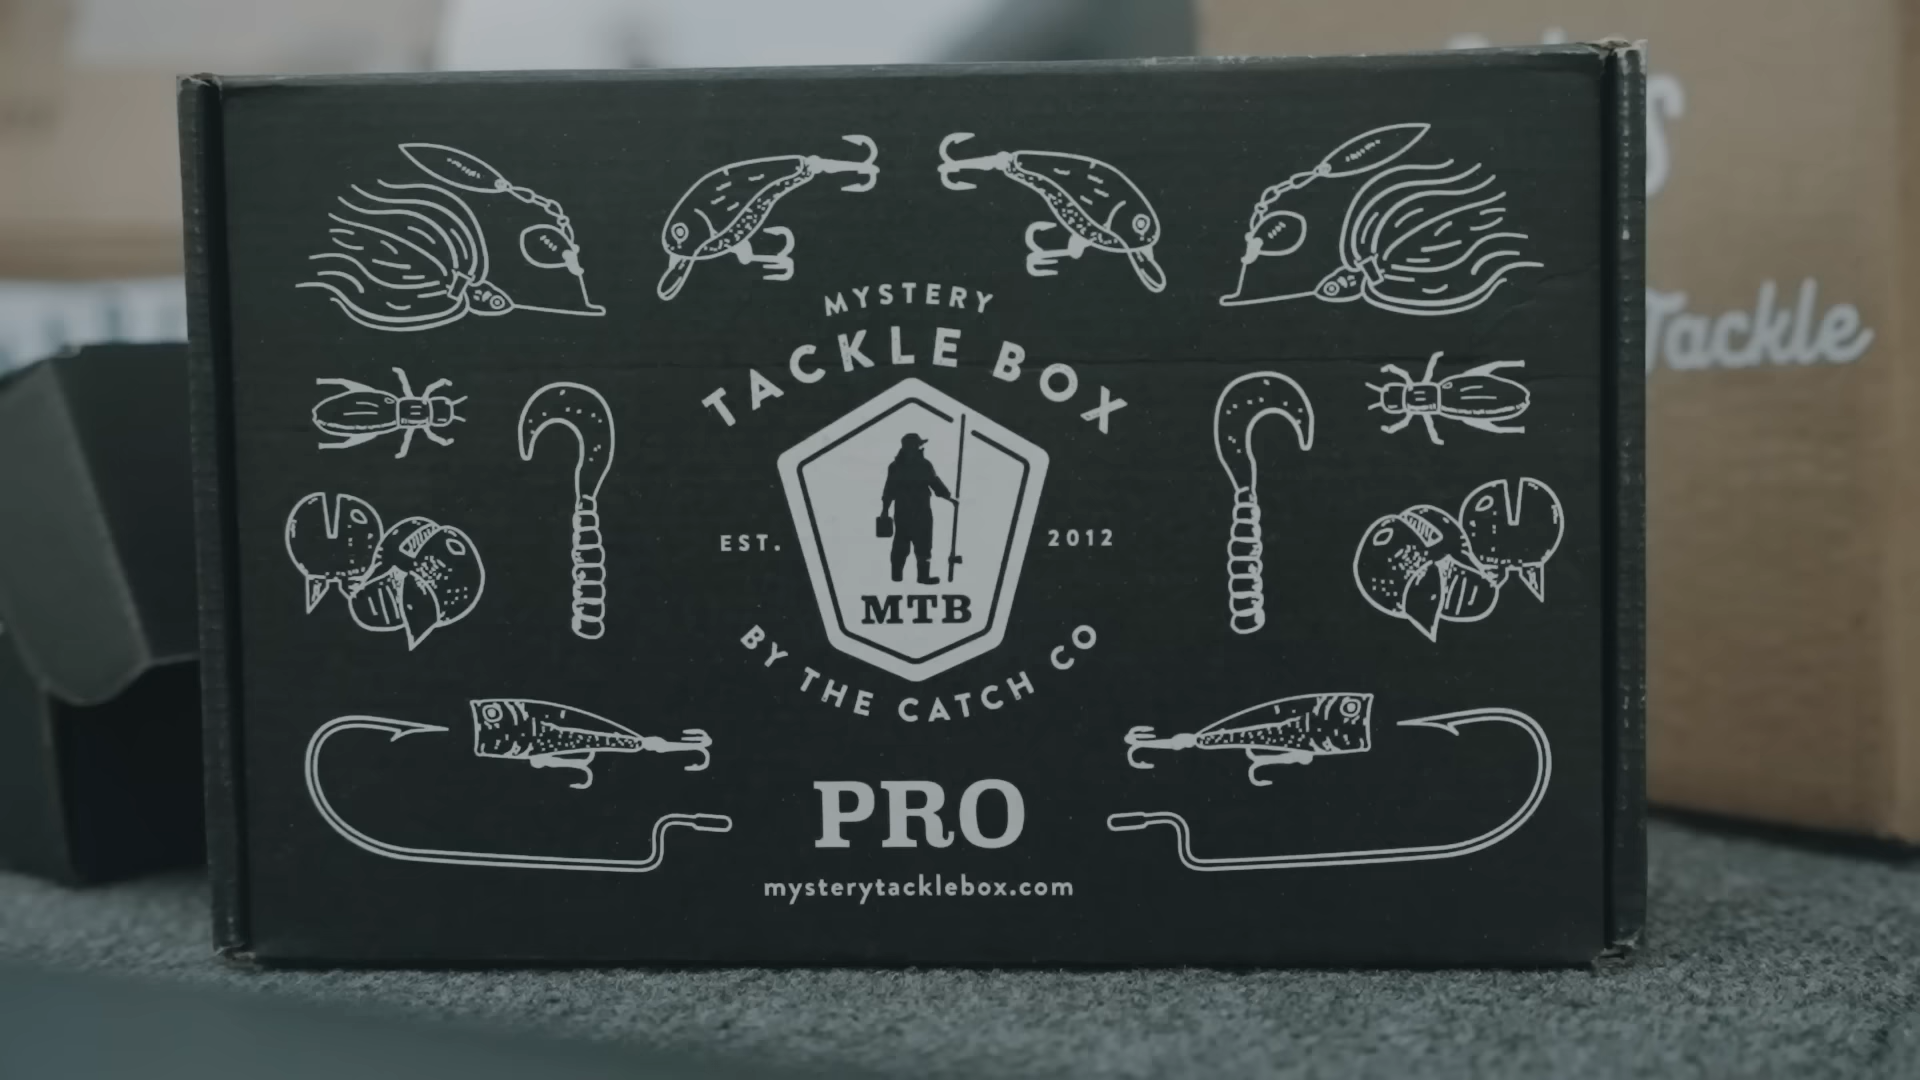 MYSTERY
TACKLE BOX
EST. 2012
MTB
BY THE CATCH CO
PRO
mysterytacklebox.com
Tackle